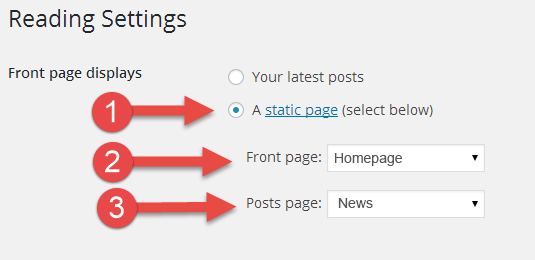 Reading Settings
Front page displays
Your latest posts
1 A static page (select below)
2 Front page: Homepage
3 Posts page: News